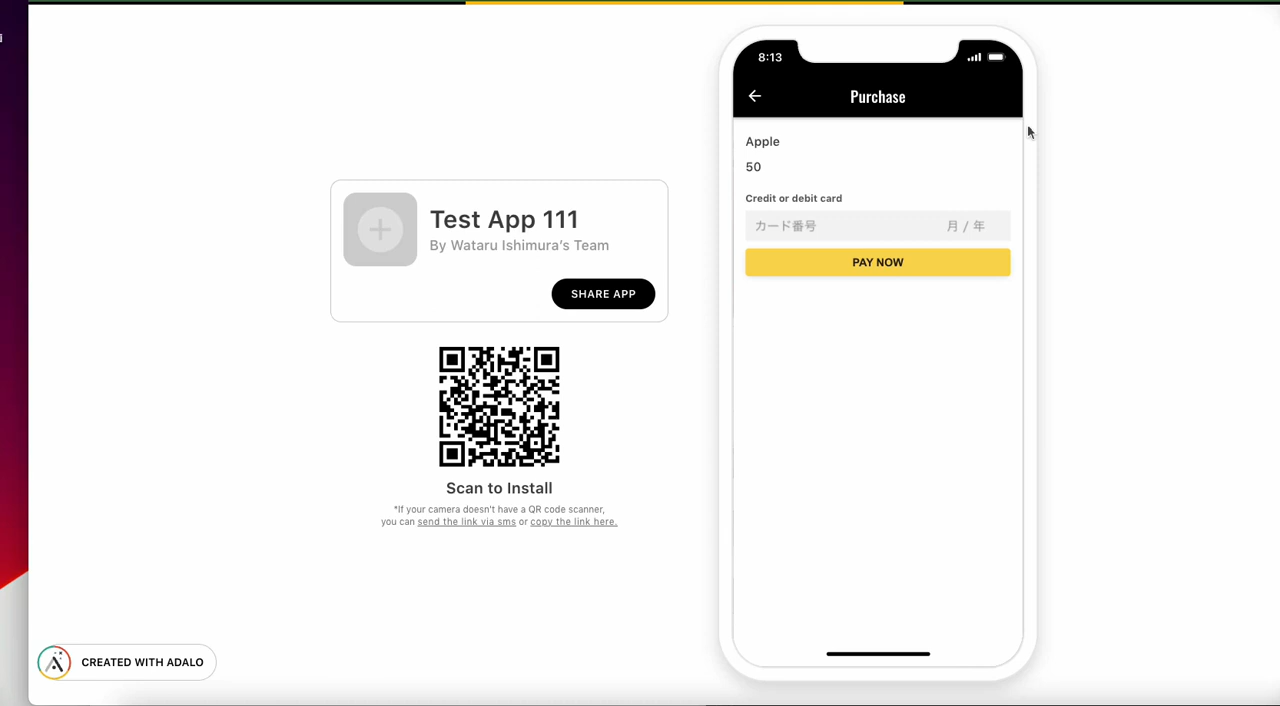 Test App 111
By Wataru Ishimura's Team
SHARE APP
Scan to Install
*If your camera doesn't have a QR code scanner,
you can send the link via sms or copy the link here.
CREATED WITH ADALO
8:13
Purchase
Apple
50
Credit or debit card
カード番号 月 / 年
PAY NOW